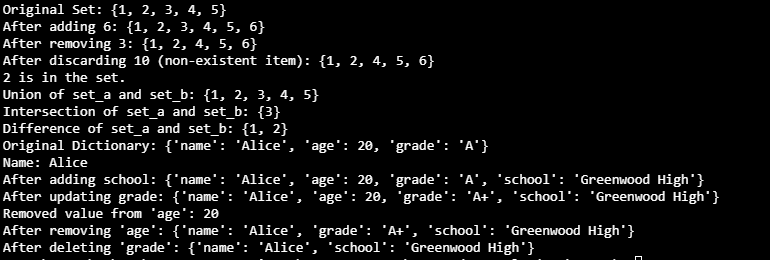 Original Set: {1, 2, 3, 4, 5}
After adding 6: {1, 2, 3, 4, 5, 6}
After removing 3: {1, 2, 4, 5, 6}
After discarding 10 (non-existent item): {1, 2, 4, 5, 6}
2 is in the set.
Union of set_a and set_b: {1, 2, 3, 4, 5}
Intersection of set_a and set_b: {3}
Difference of set_a and set_b: {1, 2}
Original Dictionary: {'name': 'Alice', 'age': 20, 'grade': 'A'}
Name: Alice
After adding school: {'name': 'Alice', 'age': 20, 'grade': 'A', 'school': 'Greenwood High'}
After updating grade: {'name': 'Alice', 'age': 20, 'grade': 'A+', 'school': 'Greenwood High'}
Removed value from 'age': 20
After removing 'age': {'name': 'Alice', 'grade': 'A+', 'school': 'Greenwood High'}
After deleting 'grade': {'name': 'Alice', 'school': 'Greenwood High'}